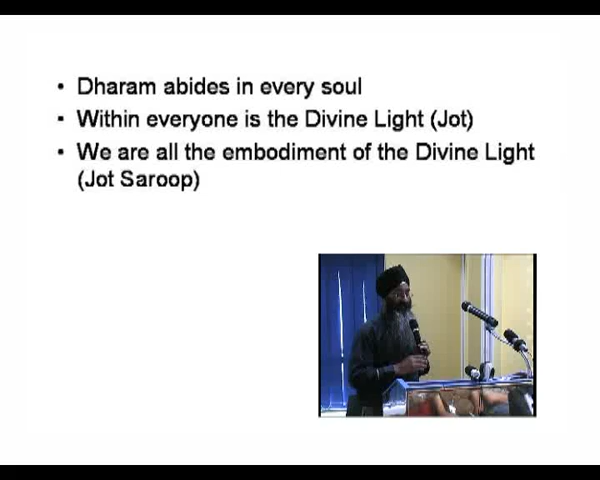 • Dharam abides in every soul
• Within everyone is the Divine Light (Jot)
• We are all the embodiment of the Divine Light
(Jot Saroop)